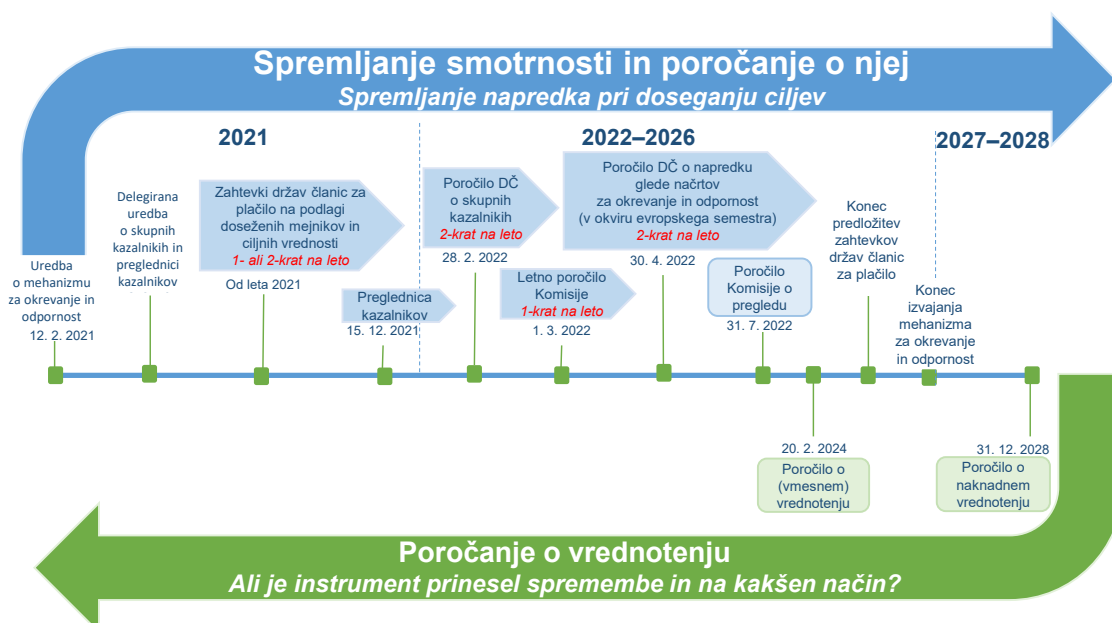 Spremljanje smotrnosti in poročanje o njej
Spremljanje napredka pri doseganju ciljev
2021
2022–2026
2027–2028
Uredba
o mehanizmu
za okrevanje in
odpornost
12. 2. 2021
Delegirana
uredba
o skupnih
kazalnikih in
preglednici
kazalnikov
Zahtevki držav članic za
plačilo na podlagi
doseženih mejnikov in
ciljnih vrednosti
1- ali 2-krat na leto
Od leta 2021
Preglednica
kazalnikov
15. 12. 2021
Poročilo DČ
o skupnih
kazalnikih
2-krat na leto
28. 2. 2022
Letno poročilo
Komisije
1-krat na leto
1. 3. 2022
Poročilo DČ o napredku
glede načrtov
za okrevanje in odpornost
(v okviru evropskega semestra)
2-krat na leto
30. 4. 2022
Poročilo
Komisije o
pregledu
31. 7. 2022
Konec
predložitev
zahtevkov
držav članic
za plačilo
Konec
izvajanja
mehanizma
za okrevanje
in odpornost
20. 2. 2024
Poročilo o
(vmesnem)
vrednotenju
31. 12. 2028
Poročilo o
naknadnem
vrednotenju
Poročanje o vrednotenju
Ali je instrument prinesel spremembe in na kakšen način?